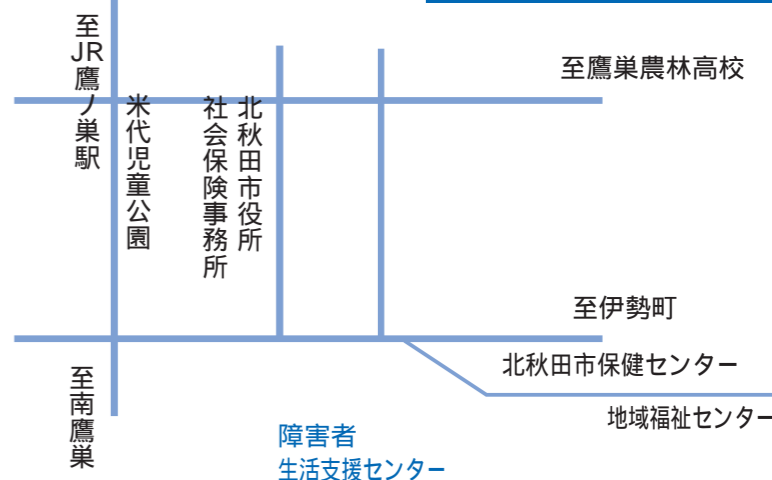 至JR鷹ノ巣駅
米代児童公園
北秋田市役所
社会保険事務所
至鷹巣農林高校
至伊勢町
北秋田市保健センター
地域福祉センター
至南鷹巣
障害者
生活支援センター